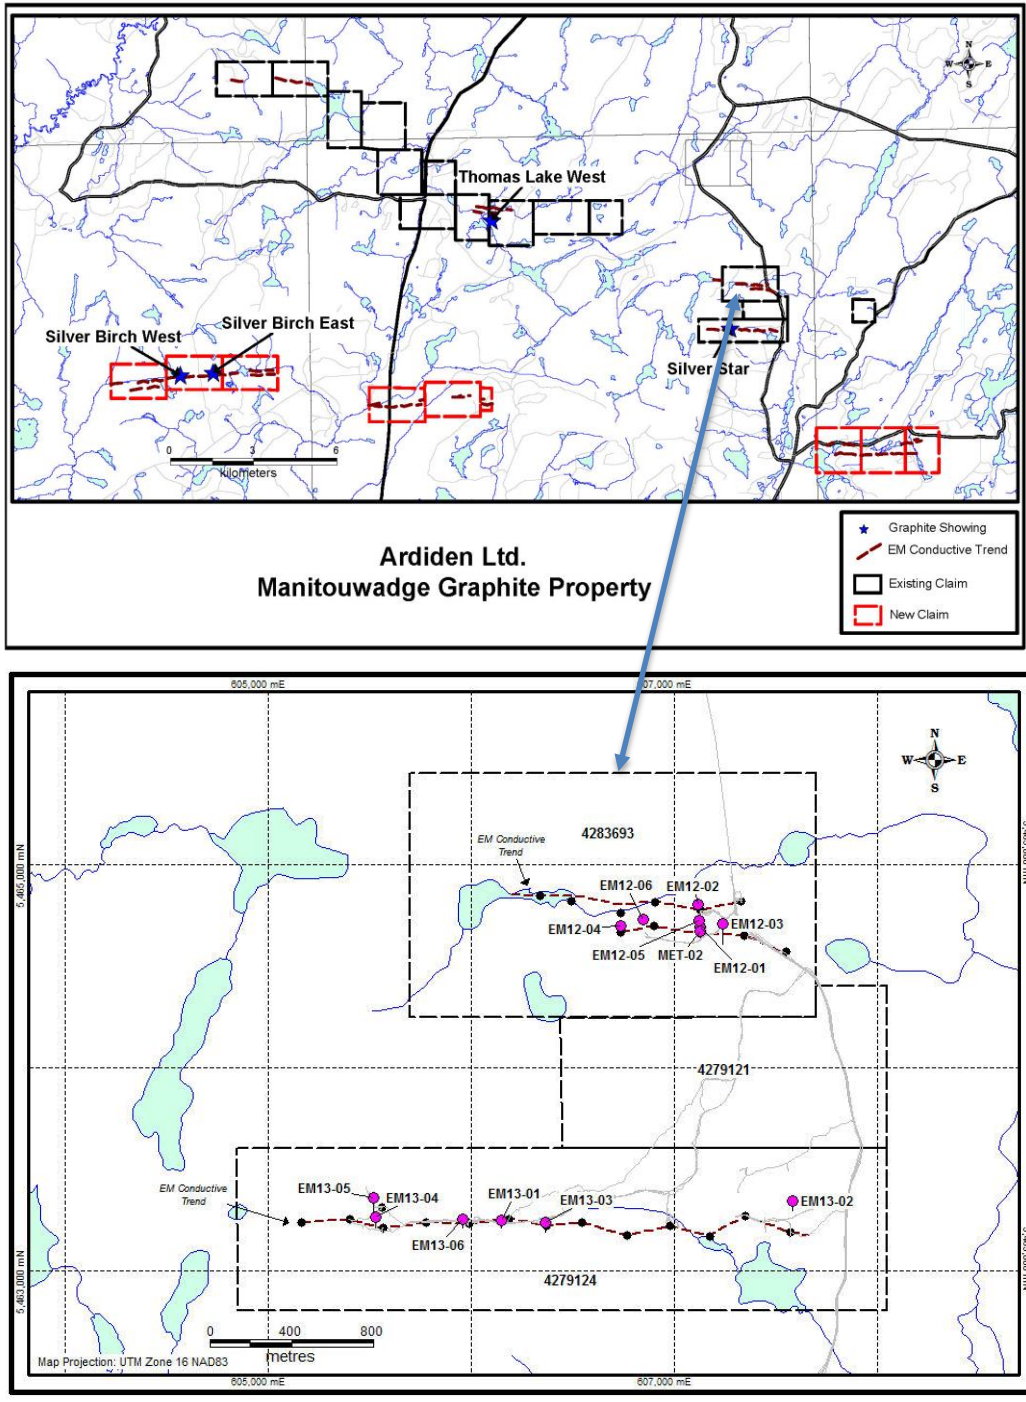 N
W E
S
Thomas Lake West
Silver Birch West
Silver Birch East
Silver Star
0 3 6
kilometers
Ardiden Ltd.
Manitouwadge Graphite Property
Graphite Showing
EM Conductive Trend
Existing Claim
New Claim
605,000 mE
607,000 mE
N
W E
S
4283693
EM Conductive
Trend
5,465,000 mN
EM12-06
EM12-02
EM12-04
EM12-03
EM12-05
MET-02
EM12-01
4279121
EM Conductive
Trend
EM13-05
EM13-04
EM13-01
EM13-03
EM13-02
EM13-06
5,463,000 mN
4279124
0 400 800
metres
Map Projection: UTM Zone 16 NAD83
605,000 mE
607,000 mE